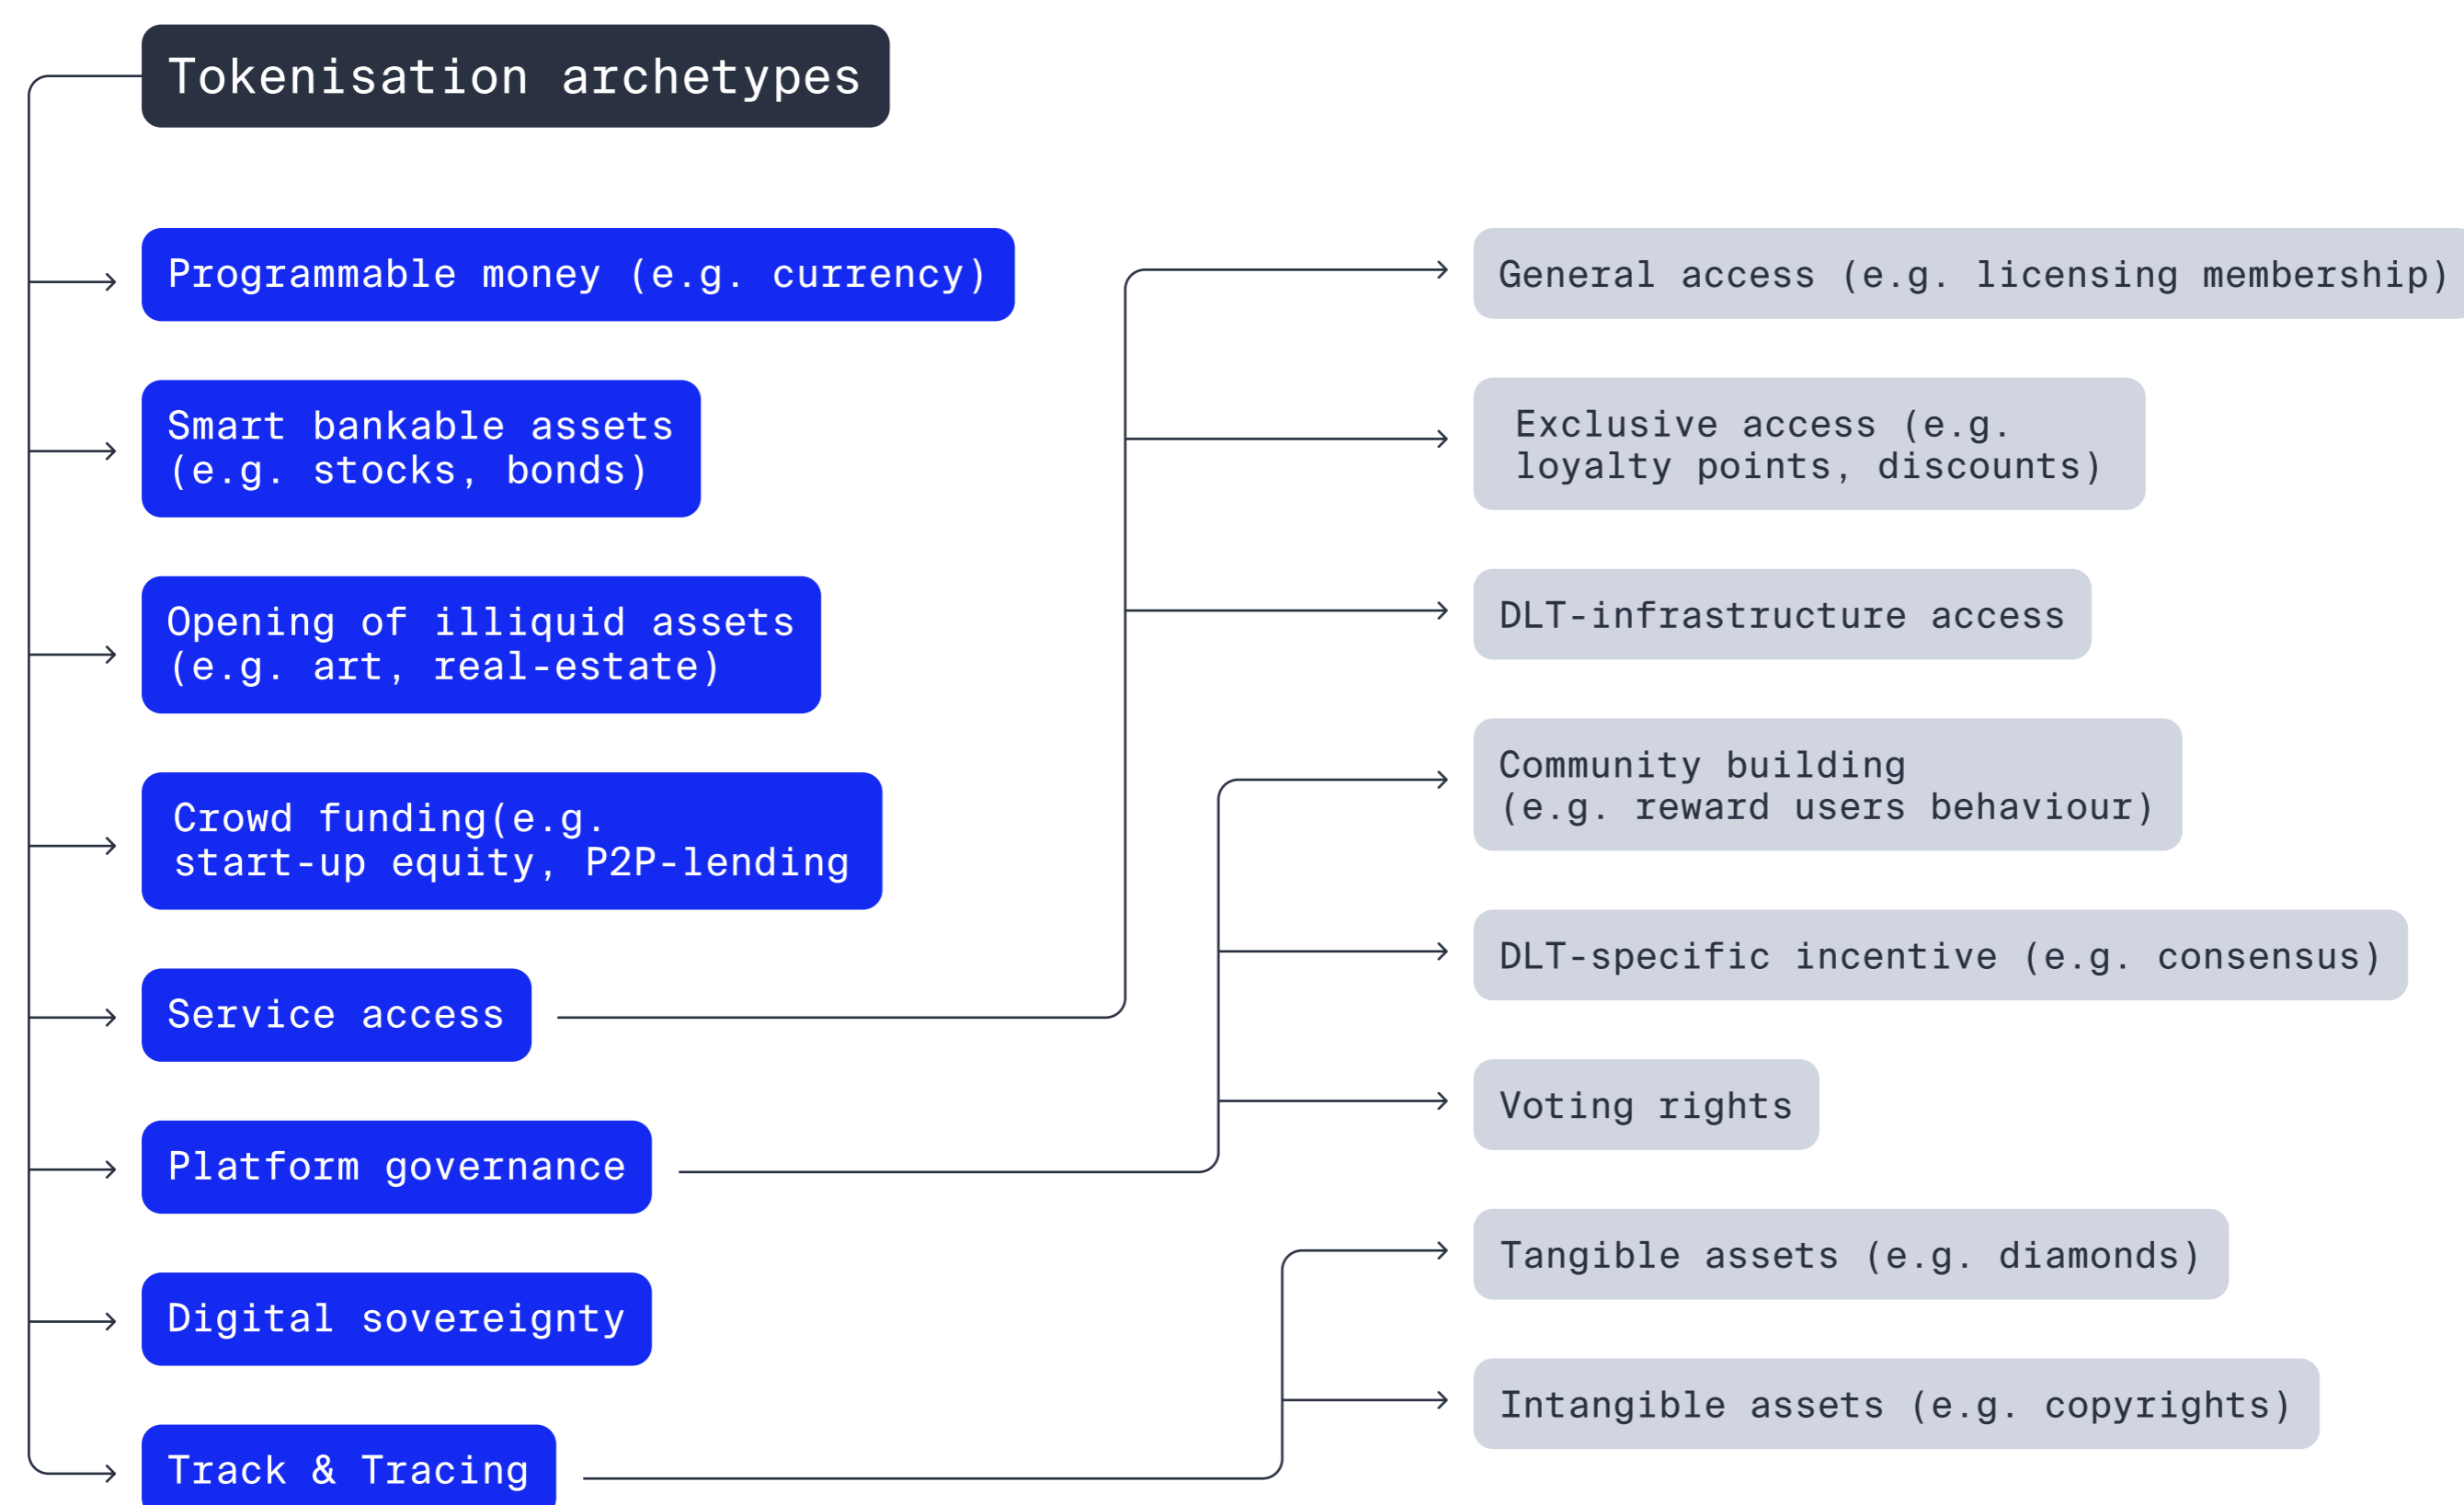 Tokenisation archetypes
Programmable money (e.g. currency)
Smart bankable assets
(e.g. stocks, bonds)
Opening of illiquid assets
(e.g. art, real-estate)
Crowd funding(e.g.
start-up equity, P2P-lending
Service access
Platform governance
Digital sovereignty
Track & Tracing
General access (e.g. licensing membership)
Exclusive access (e.g.
loyalty points, discounts)
DLT-infrastructure access
Community building
(e.g. reward users behaviour)
DLT-specific incentive (e.g. consensus)
Voting rights
Tangible assets (e.g. diamonds)
Intangible assets (e.g. copyrights)